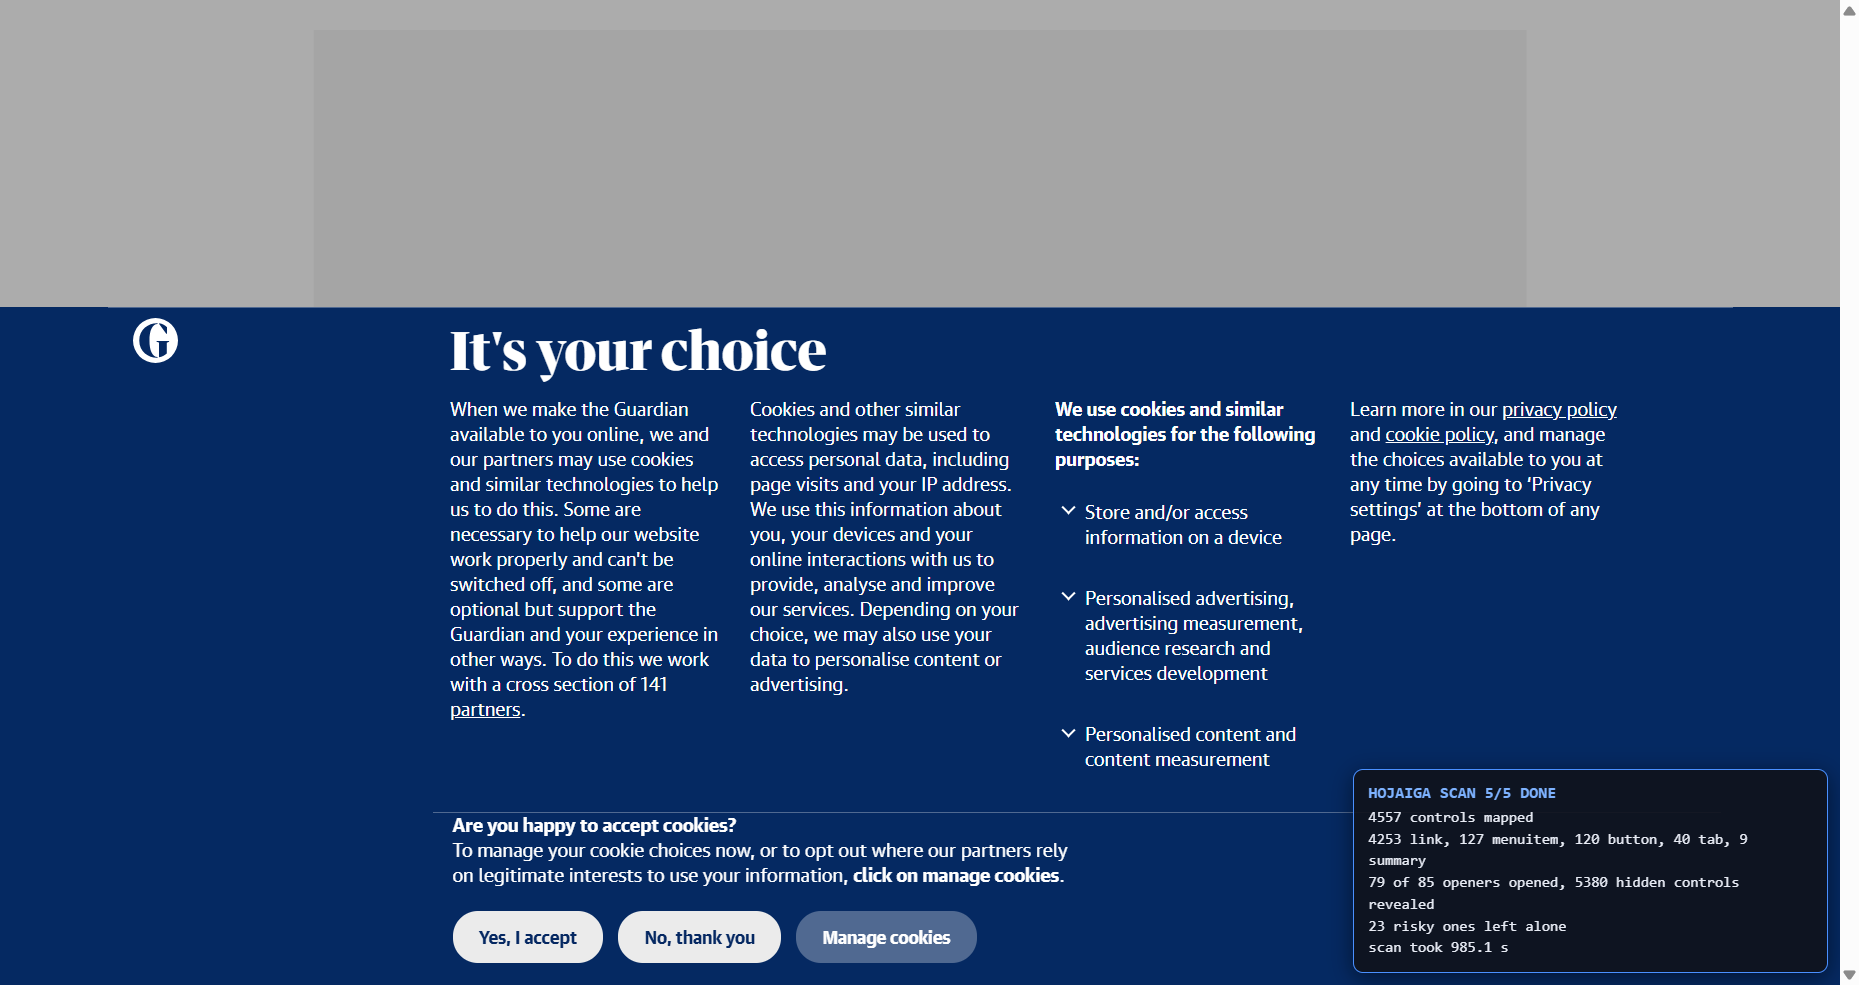 It's your choice
When we make the Guardian
available to you online, we and
our partners may use cookies
and similar technologies to help
us to do this. Some are
necessary to help our website
work properly and can’t be
switched off, and some are
optional but support the
Guardian and your experience in
other ways. To do this we work
with a cross section of 141
partners.
Cookies and other similar
technologies may be used to
access personal data, including
page visits and your IP address.
We use this information about
you, your devices and your
online interactions with us to
provide, analyse and improve
our services. Depending on your
choice, we may also use your
data to personalise content or
advertising.
We use cookies and similar
technologies for the following
purposes:
Store and/or access
information on a device
Personalised advertising,
advertising measurement,
audience research and
services development
Personalised content and
content measurement
Learn more in our privacy policy
and cookie policy, and manage
the choices available to you at
any time by going to ‘Privacy
settings’ at the bottom of any
page.
Are you happy to accept cookies?
To manage your cookie choices now, or to opt out where our partners rely
on legitimate interests to use your information, click on manage cookies.
Yes, I accept
No, thank you
Manage cookies
HOJAIGA SCAN 5/5 DONE
4557 controls mapped
4253 link, 127 menuitem, 120 button, 40 tab, 9
summary
79 of 85 openers opened, 5380 hidden controls
revealed
23 risky ones left alone
scan took 985.1 s